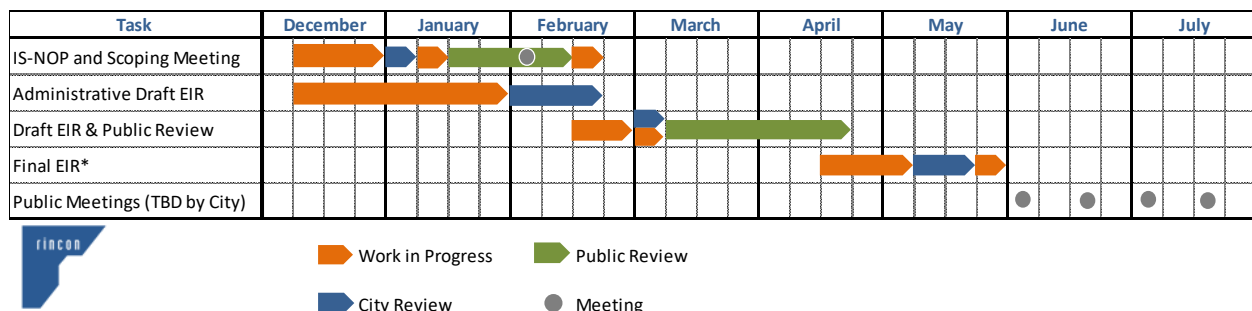 Task December January February March April May June July
IS-NOP and Scoping Meeting
Administrative Draft EIR
Draft EIR & Public Review
Final EIR*
Public Meetings (TBD by City)
rincon
Work in Progress Public Review
City Review Meeting